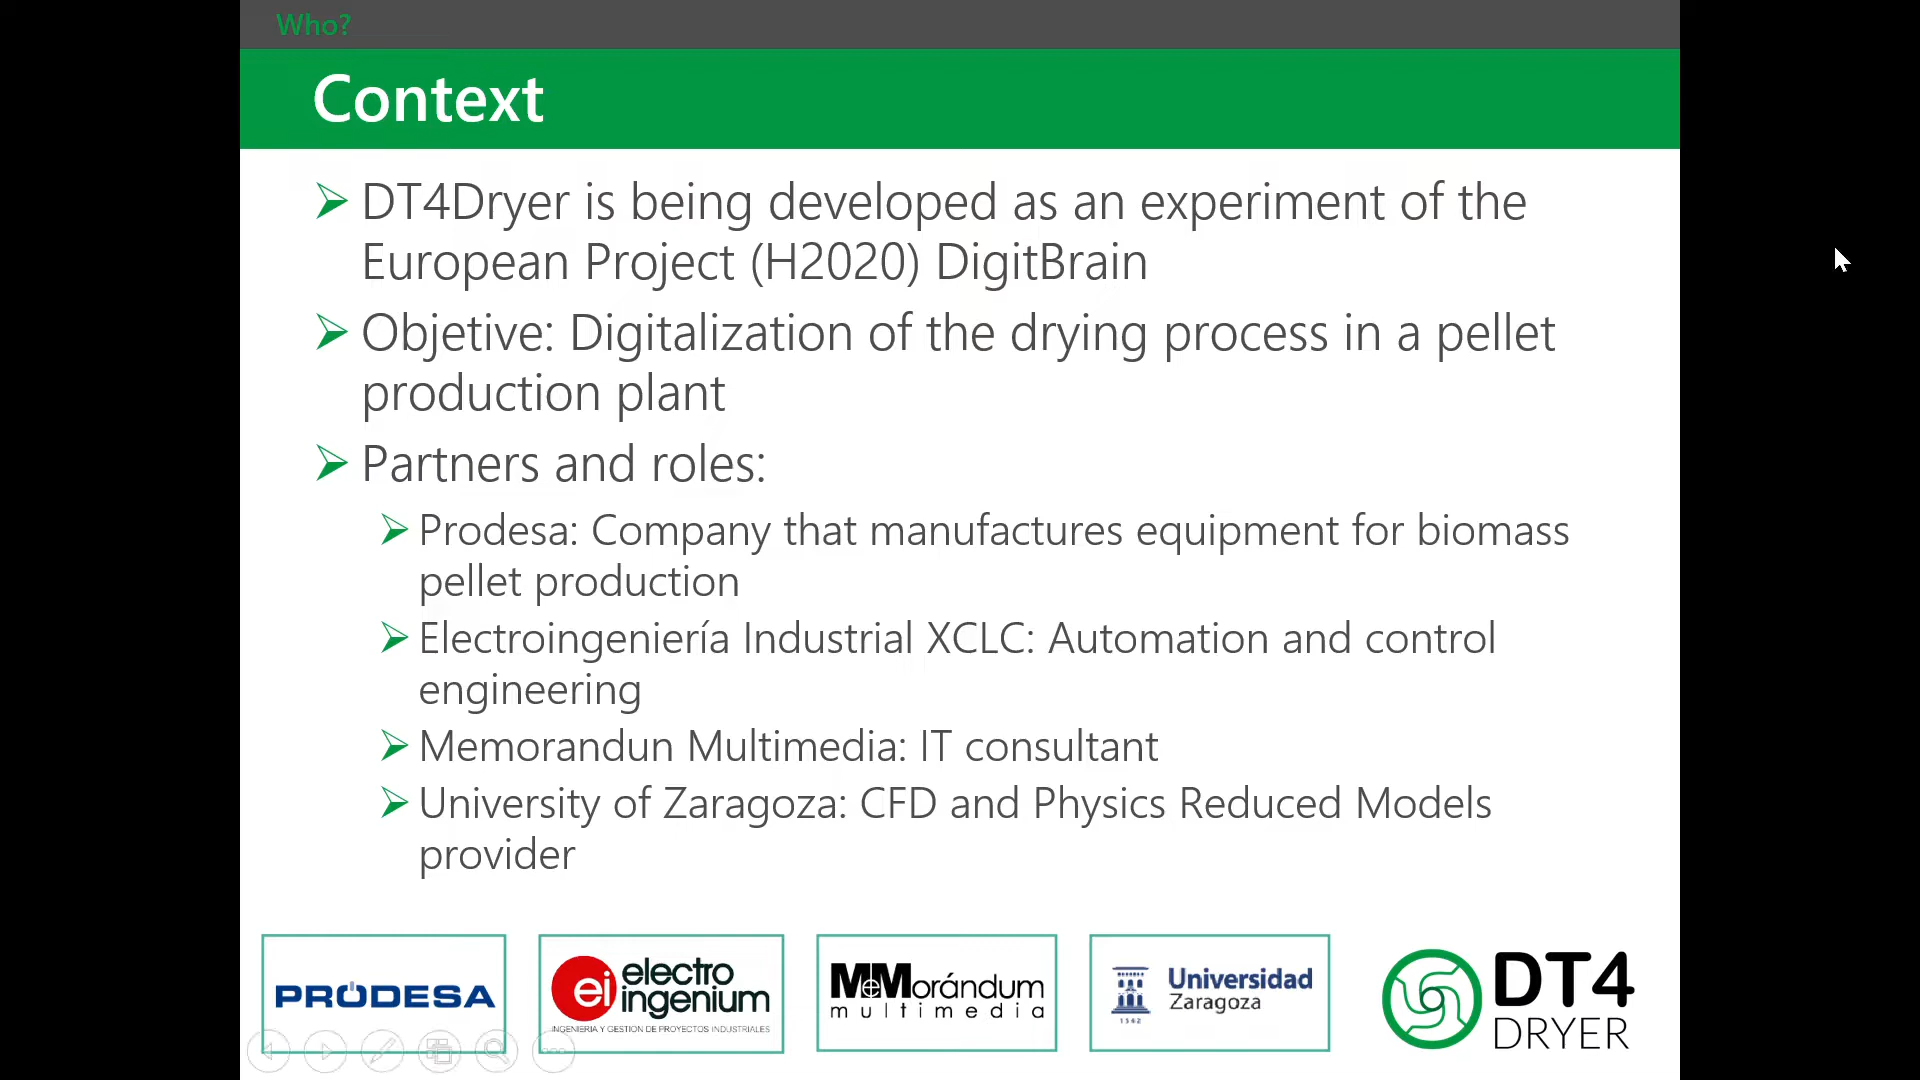 Who?
Context
DT4Dryer is being developed as an experiment of the
European Project (H2020) DigitBrain
Objetive: Digitalization of the drying process in a pellet
production plant
Partners and roles:
Prodesa: Company that manufactures equipment for biomass
pellet production
Electroingeniería Industrial XCLC: Automation and control
engineering
Memorandun Multimedia: IT consultant
University of Zaragoza: CFD and Physics Reduced Models
provider
PRODESA
ei electro
ingenium
INGENIERIA Y GESTION DE PROYECTOS INDUSTRIALES
MeMorándum
multimedia
Universidad
Zaragoza
1542
DT4
DRYER